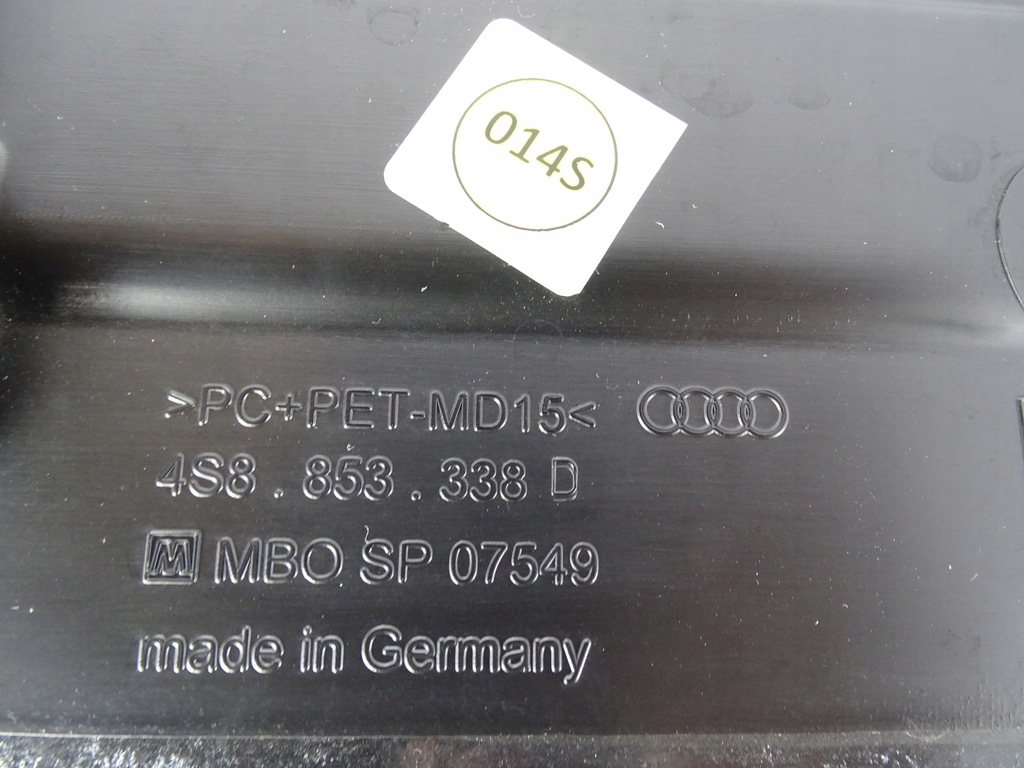 014S
>PC+PET-MD15<
4S8 . 853 . 338 D
M MBO SP 07549
made in Germany